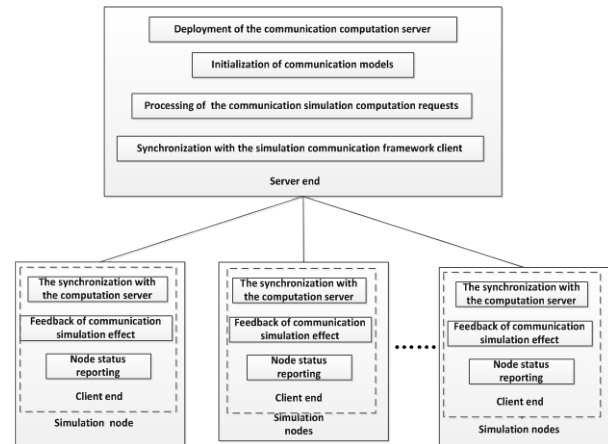 Deployment of the communication computation server
Initialization of communication models
Processing of the communication simulation computation requests
Synchronization with the simulation communication framework client
Server end
The synchronization with
the computation server
Feedback of communication
simulation effect
Node status
reporting
Client end
Simulation node
The synchronization with
the computation server
Feedback of communication
simulation effect
Node status
reporting
Client end
Simulation
nodes
......
The synchronization with
the computation server
Feedback of communication
simulation effect
Node status
reporting
Client end
Simulation nodes